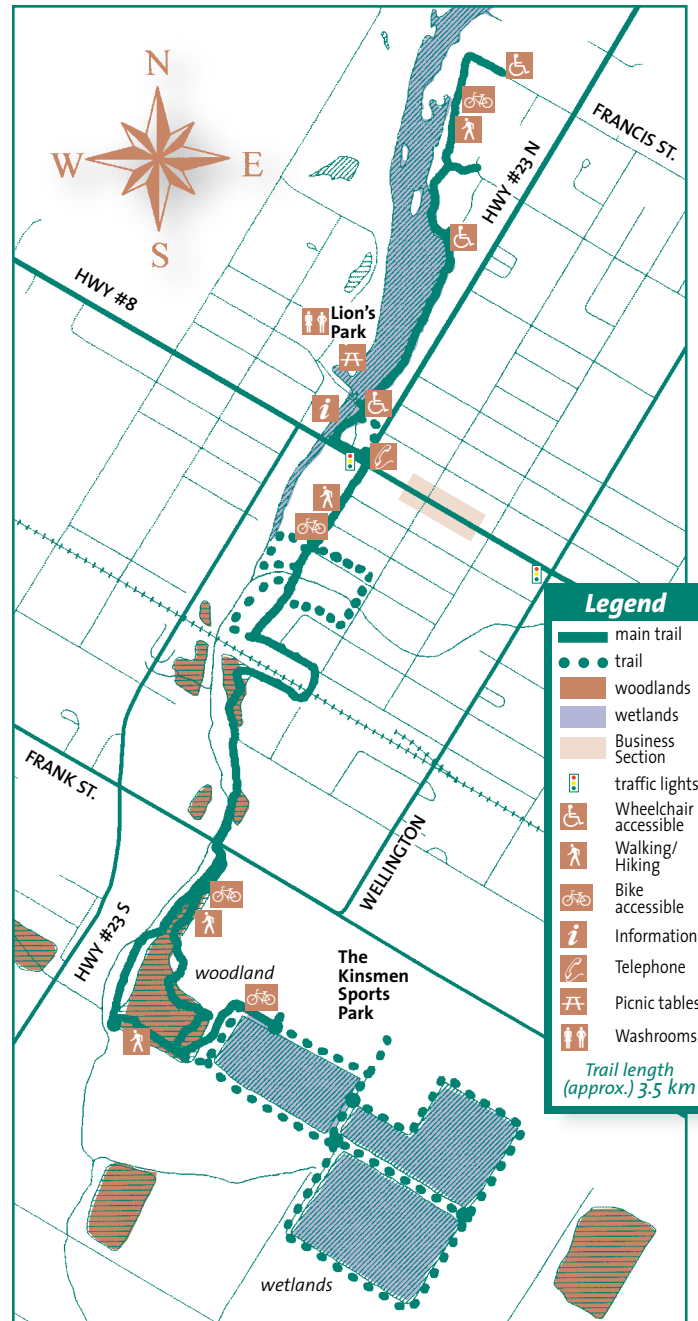 N
W
E
S
FRANCIS ST.
HWY #23 N
HWY #8
Lion's
Park
i
FRANK ST.
WELLINGTON
HWY #23 S
woodland
The
Kinsmen
Sports
Park
wetlands
Legend
main trail
trail
woodlands
wetlands
Business
Section
traffic lights
Wheelchair
accessible
Walking/
Hiking
Bike
accessible
i
Information
Telephone
Picnic tables
Washrooms
Trail length
(approx.) 3.5 km